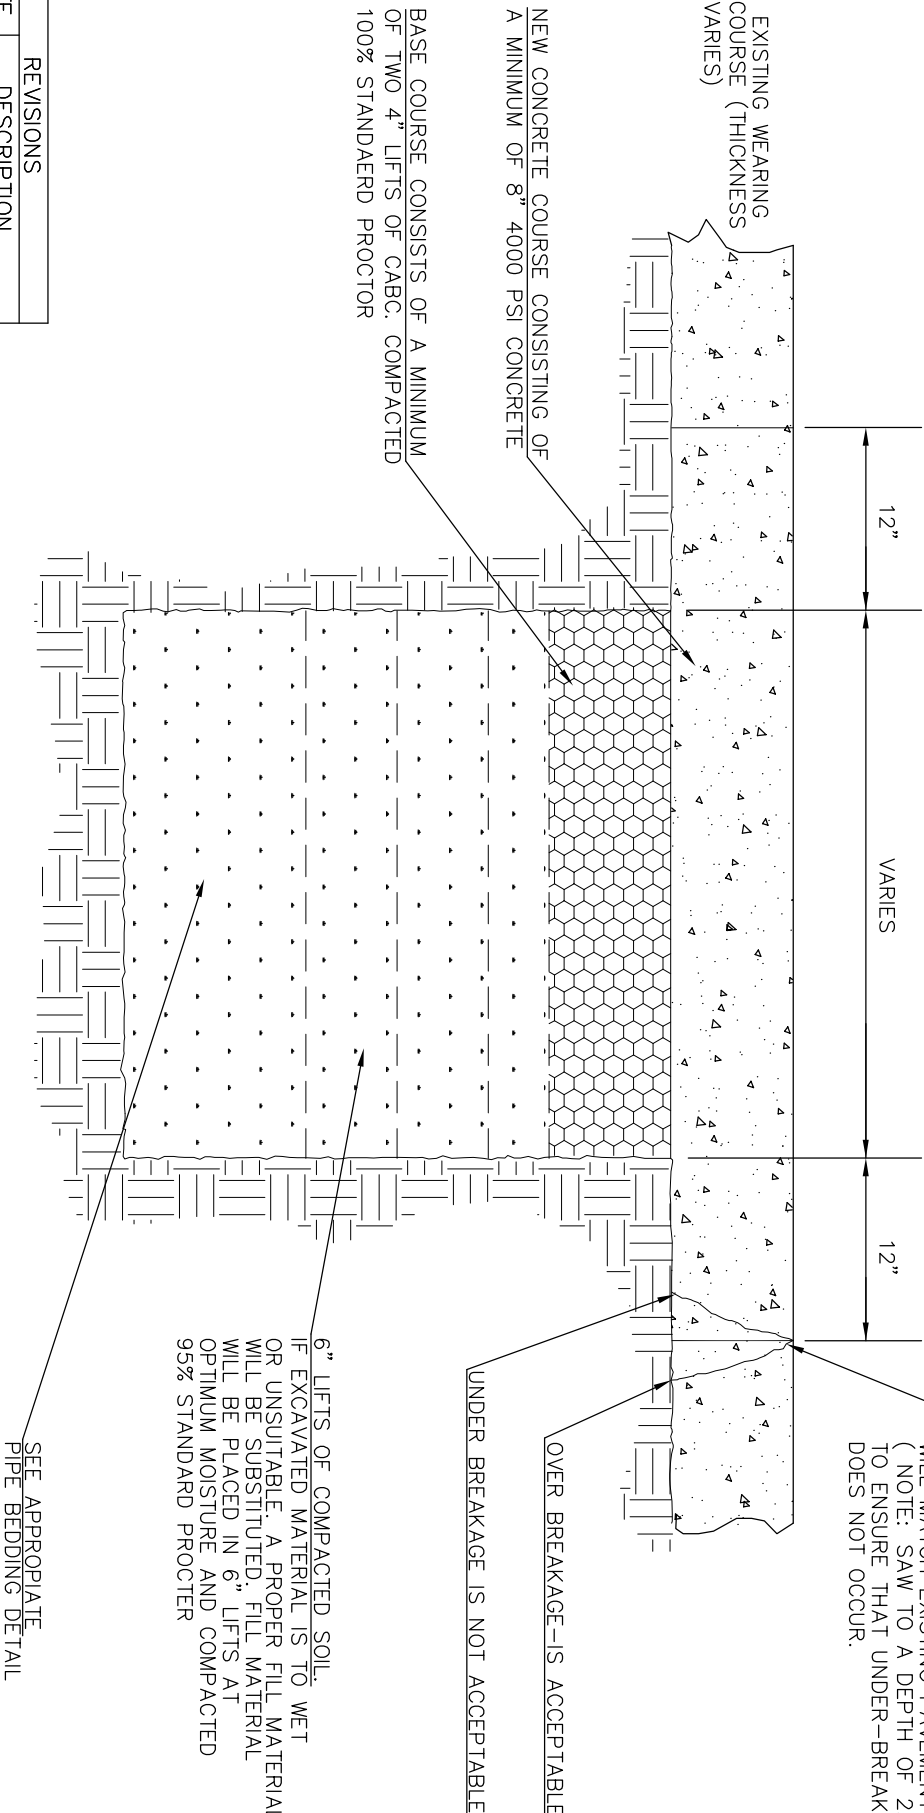 WILL MATCH EXISTING PAVEMENT
( NOTE: SAW TO A DEPTH OF 2
TO ENSURE THAT UNDER-BREAK
DOES NOT OCCUR.
12"
VARIES
12"
EXISTING WEARING
COURSE (THICKNESS
VARIES)
NEW CONCRETE COURSE CONSISTING OF
A MINIMUM OF 8" 4000 PSI CONCRETE
BASE COURSE CONSISTS OF A MINIMUM
OF TWO 4" LIFTS OF CABC. COMPACTED
100% STANDAERD PROCTOR
OVER BREAKAGE-IS ACCEPTABLE
UNDER BREAKAGE IS NOT ACCEPTABLE
6" LIFTS OF COMPACTED SOIL.
IF EXCAVATED MATERIAL IS TO WET
OR UNSUITABLE. A PROPER FILL MATERIAL
WILL BE SUBSTITUTED. FILL MATERIAL
WILL BE PLACED IN 6" LIFTS AT
OPTIMUM MOISTURE AND COMPACTED
95% STANDARD PROCTER
SEE APPROPIATE
PIPE BEDDING DETAIL
REVISIONS
DESCRIPTION